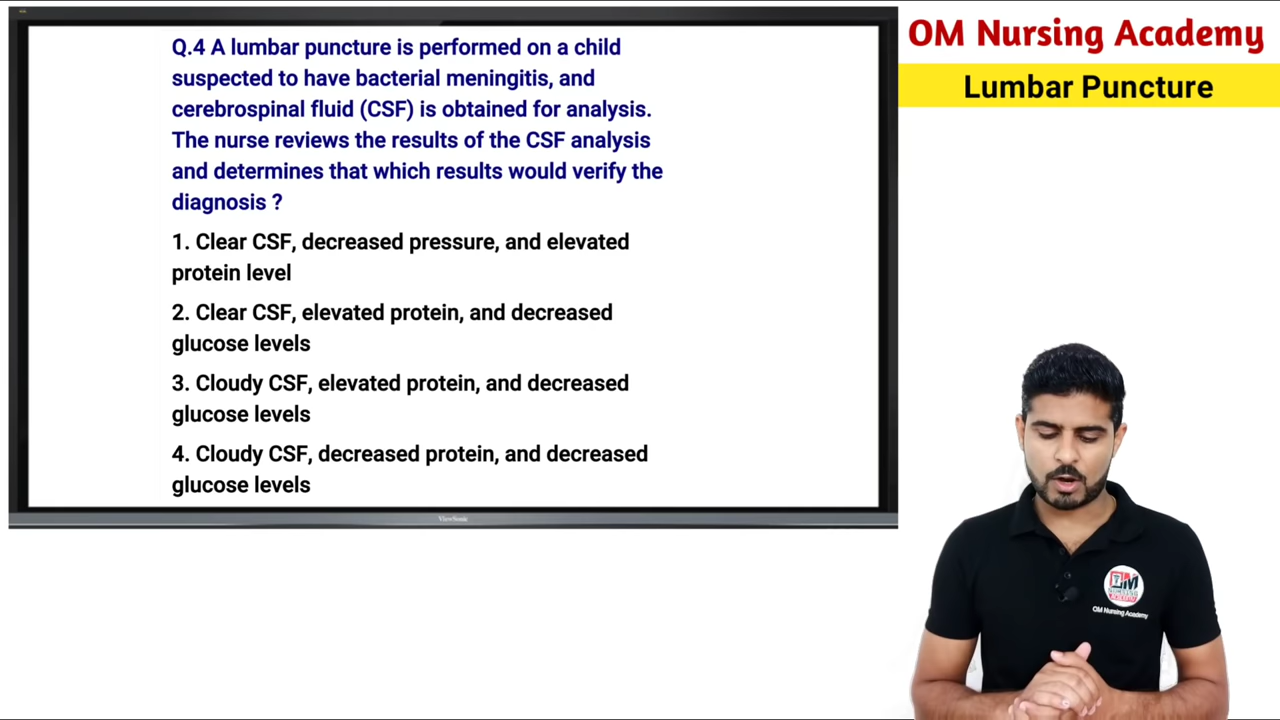 Q.4 A lumbar puncture is performed on a child
suspected to have bacterial meningitis, and
cerebrospinal fluid (CSF) is obtained for analysis.
The nurse reviews the results of the CSF analysis
and determines that which results would verify the
diagnosis ?
1. Clear CSF, decreased pressure, and elevated
protein level
2. Clear CSF, elevated protein, and decreased
glucose levels
3. Cloudy CSF, elevated protein, and decreased
glucose levels
4. Cloudy CSF, decreased protein, and decreased
glucose levels
ViewSonic
OM Nursing Academy
Lumbar Puncture
OM
NURSING
ACADEMY
OM Nursing Academy